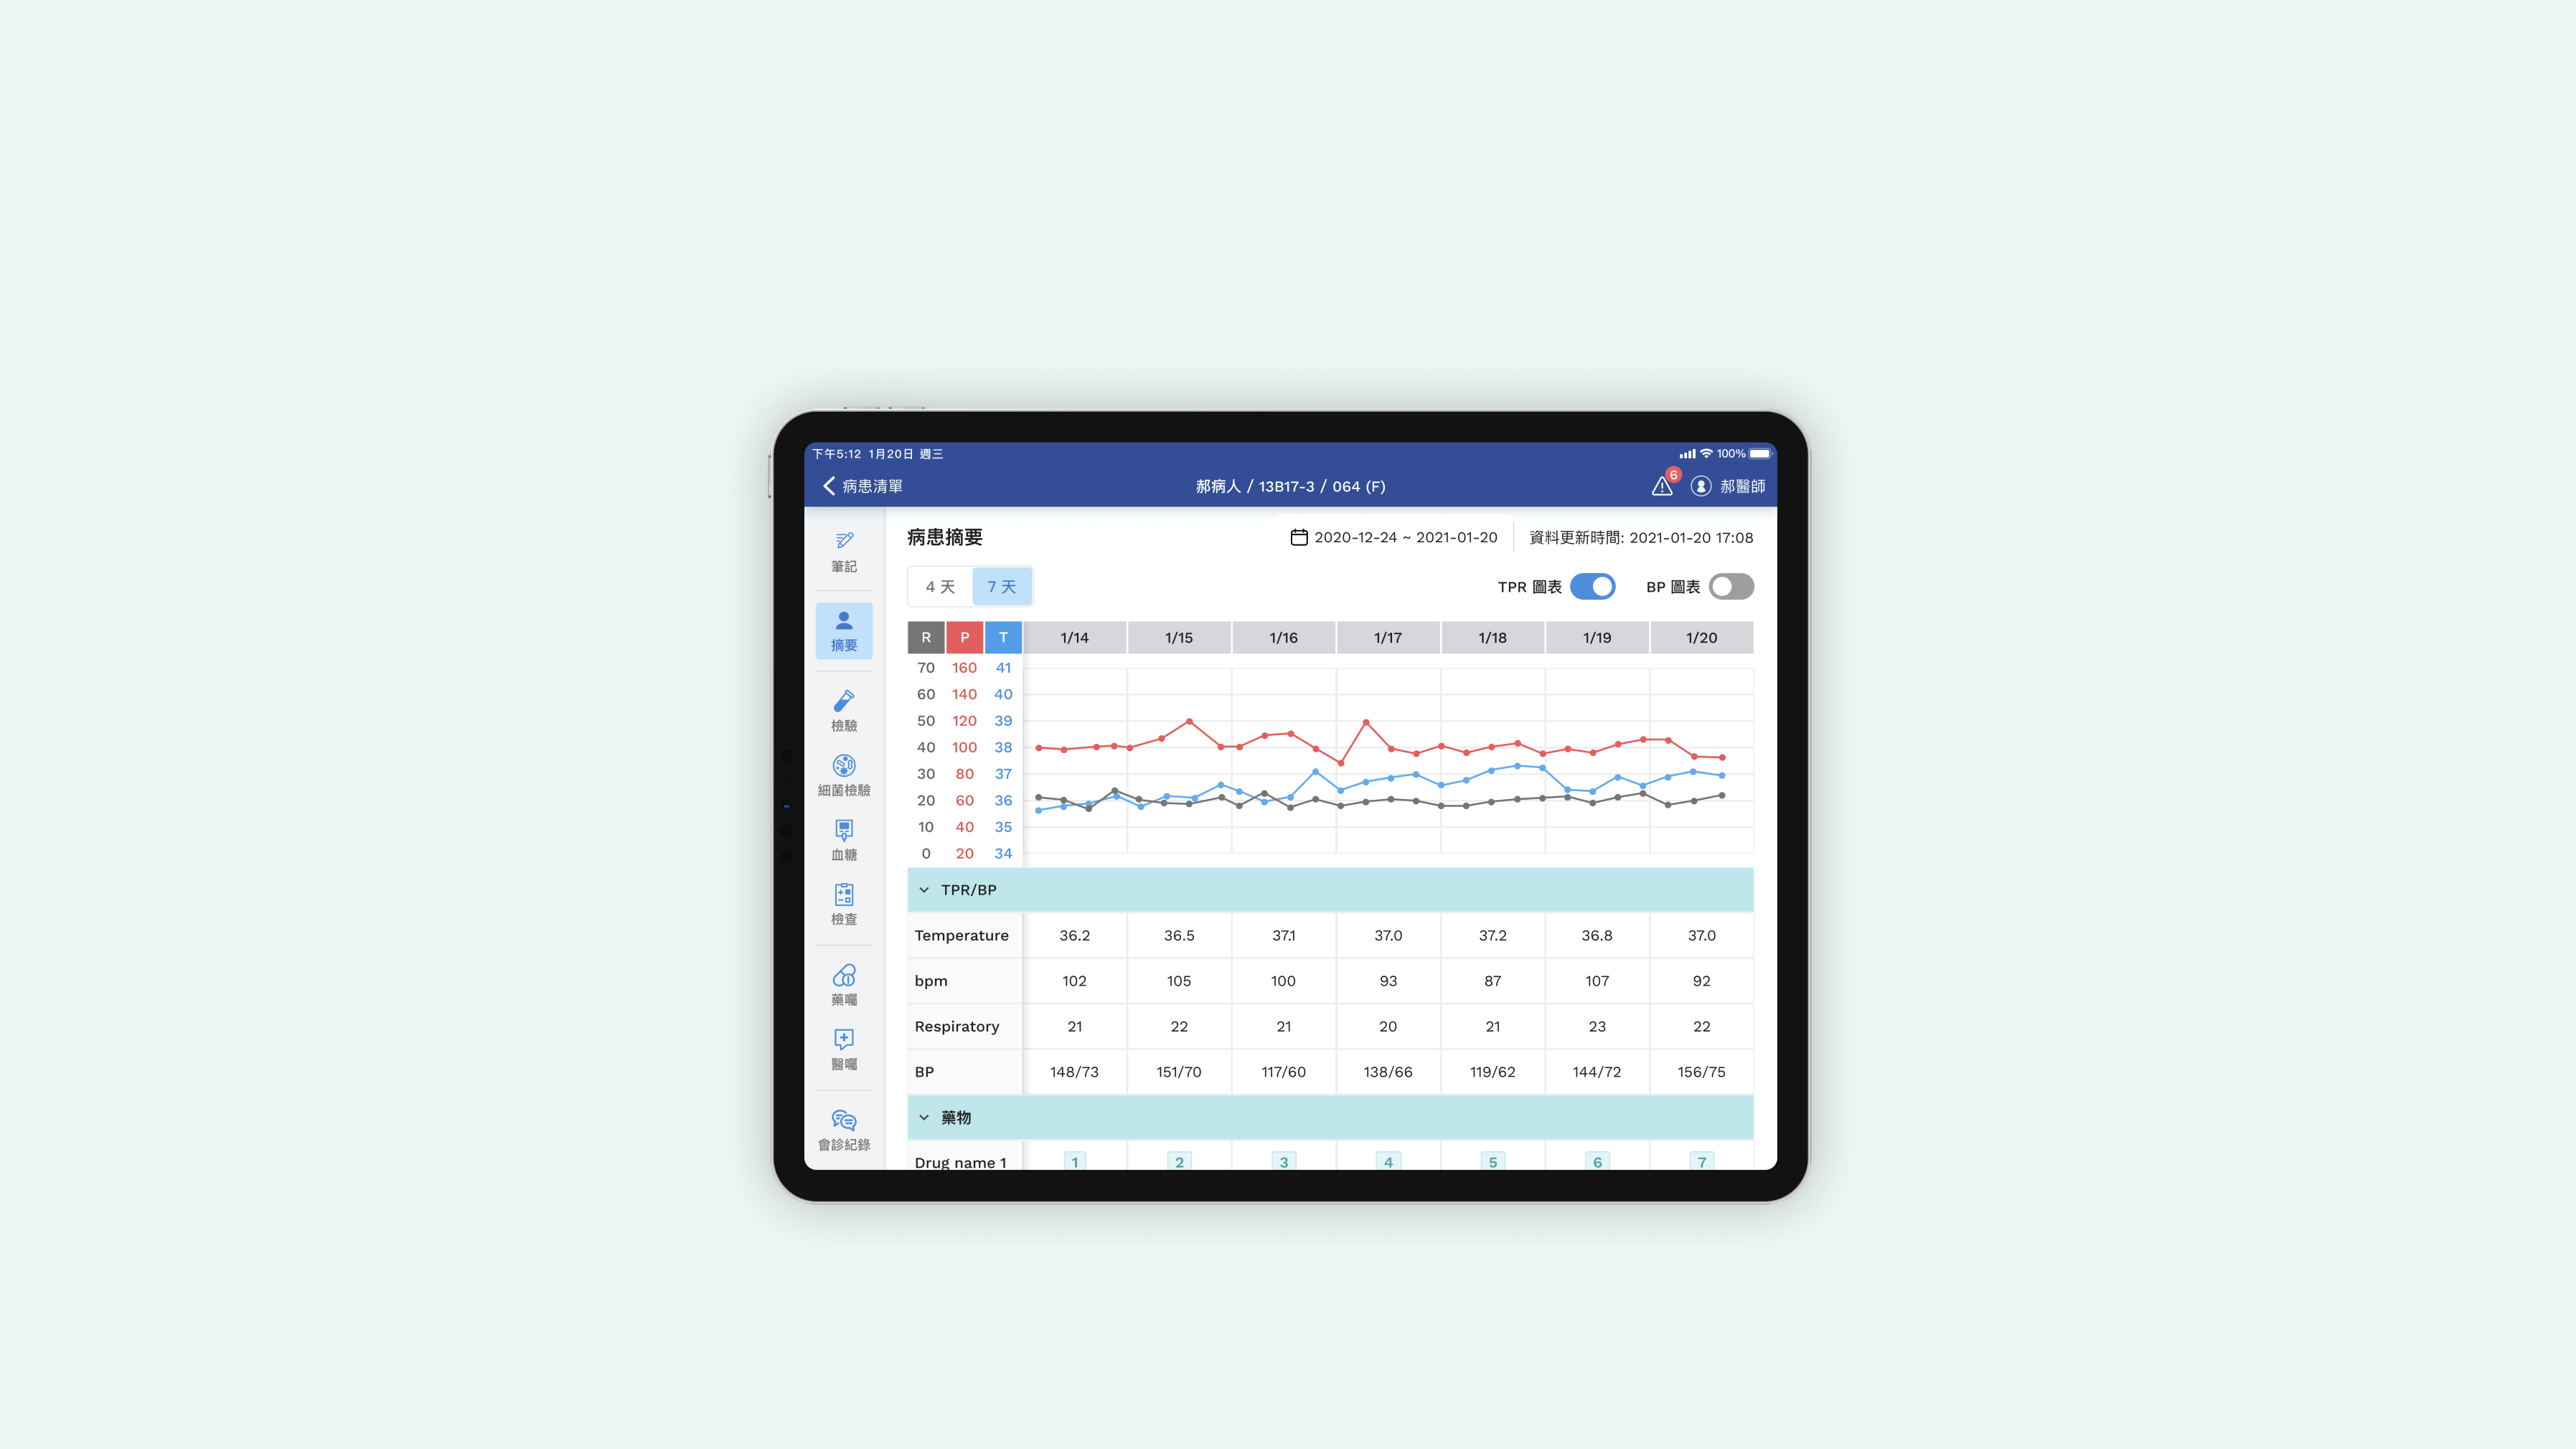 下午5:12 1月20日 週三 100%
病患清單 郝病人 / 13B17-3 / 064 (F) 6 郝醫師
筆記
摘要
檢驗
細菌檢驗
血糖
檢查
藥囑
醫囑
會診紀錄
病患摘要 2020-12-24 ~ 2021-01-20 資料更新時間: 2021-01-20 17:08
4 天 7 天 TPR 圖表 BP 圖表
R P T 1/14 1/15 1/16 1/17 1/18 1/19 1/20
70 160 41
60 140 40
50 120 39
40 100 38
30 80 37
20 60 36
10 40 35
0 20 34
TPR/BP
Temperature 36.2 36.5 37.1 37.0 37.2 36.8 37.0
bpm 102 105 100 93 87 107 92
Respiratory 21 22 21 20 21 23 22
BP 148/73 151/70 117/60 138/66 119/62 144/72 156/75
藥物
Drug name 1 1 2 3 4 5 6 7